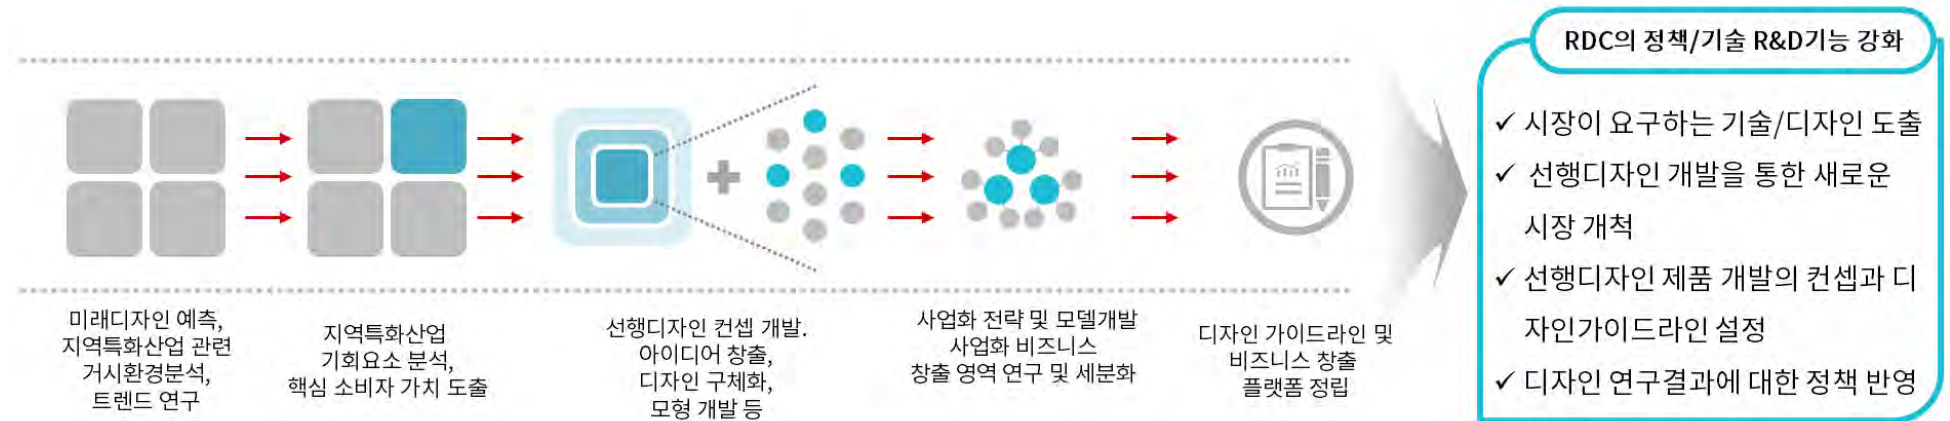 미래디자인 예측,
지역특화산업 관련
거시환경분석,
트렌드 연구
지역특화산업
기회요소 분석,
핵심 소비자 가치 도출
선행디자인 컨셉 개발.
아이디어 창출,
디자인 구체화,
모형 개발 등
사업화 전략 및 모델개발
사업화 비즈니스
창출 영역 연구 및 세분화
디자인 가이드라인 및
비즈니스 창출
플랫폼 정립
RDC의 정책/기술 R&D기능 강화
✓ 시장이 요구하는 기술/디자인 도출
✓ 선행디자인 개발을 통한 새로운
시장 개척
✓ 선행디자인 제품 개발의 컨셉과 디
자인가이드라인 설정
✓ 디자인 연구결과에 대한 정책 반영